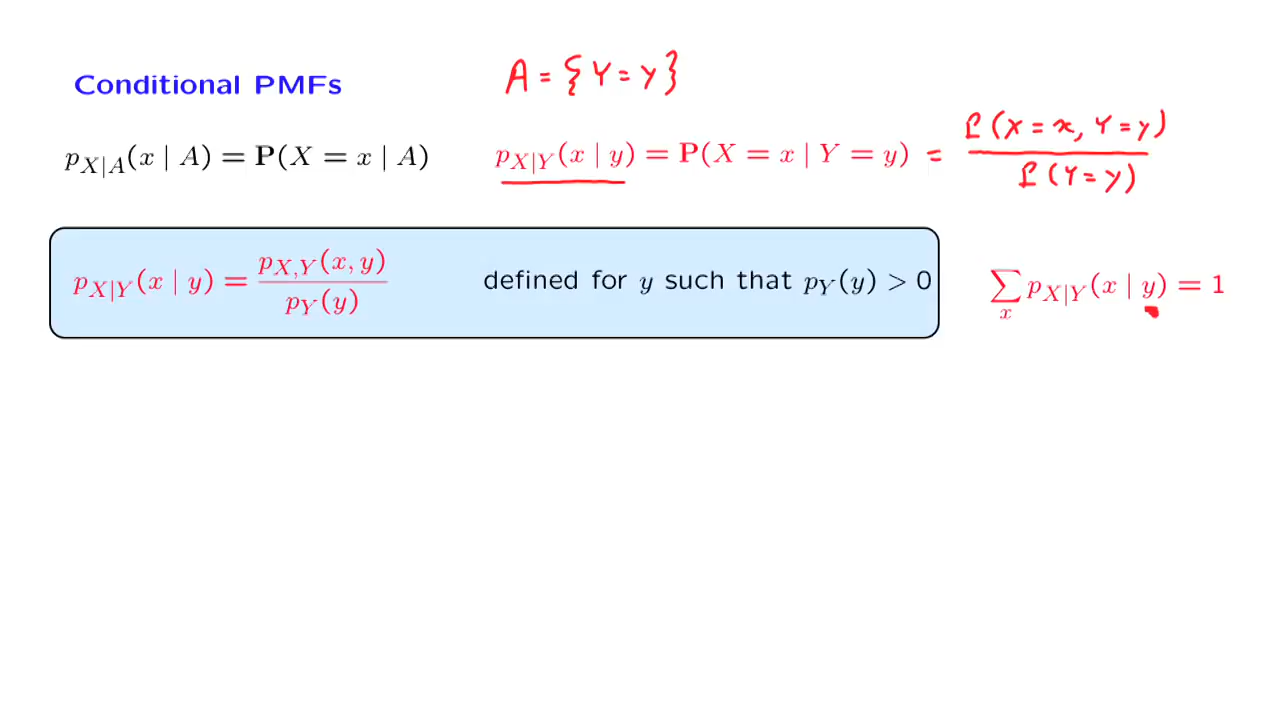 Conditional PMFs
A = {Y = y}
p_{X|A}(x | A) = P(X = x | A)
p_{X|Y}(x | y) = P(X = x | Y = y) = P(X = x, Y = y) / P(Y = y)
p_{X|Y}(x | y) = p_{X,Y}(x, y) / p_Y(y)
defined for y such that p_Y(y) > 0
∑_x p_{X|Y}(x | y) = 1